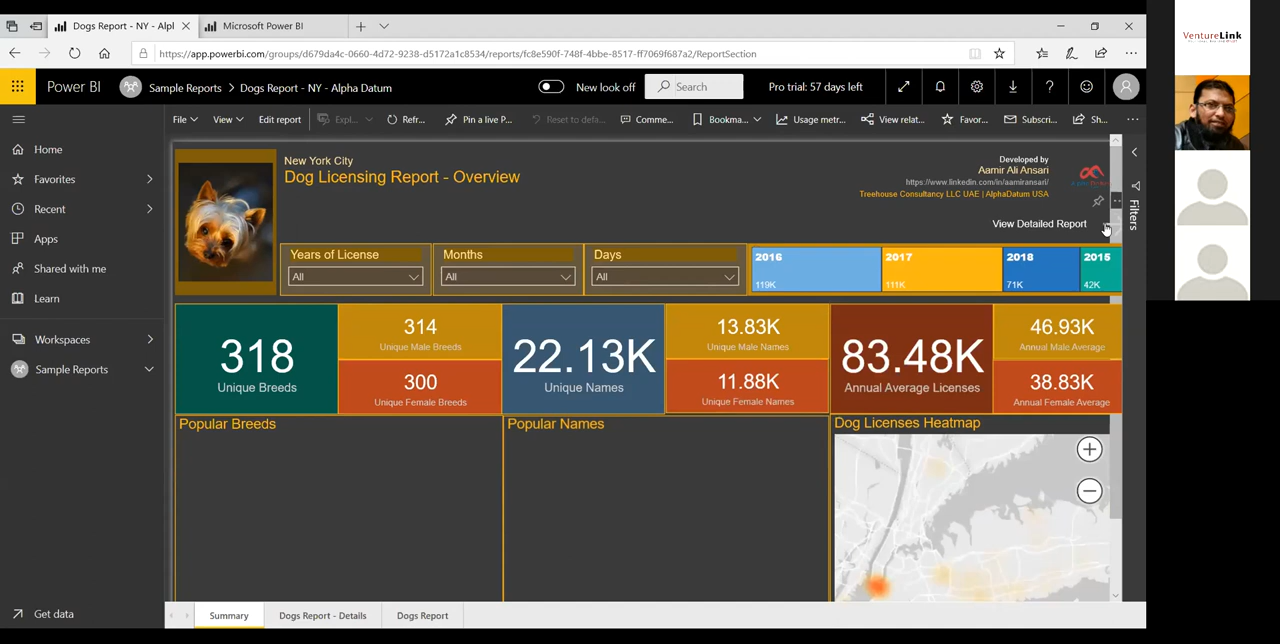 Dogs Report - NY - Alpl
Microsoft Power BI
https://app.powerbi.com/groups/d679da4c-0660-4d72-9238-d5172a1c8534/reports/fc8e590f-748f-4bbe-8517-ff7069f687a2/ReportSection
Power BI
Sample Reports
Dogs Report - NY - Alpha Datum
New look off
Search
Pro trial: 57 days left
File
View
Edit report
Expl...
Refr...
Pin a live P...
Reset to defa...
Comme...
Bookma...
Usage metr...
View relat...
Favor...
Subscri...
Sh...
Home
Favorites
Recent
Apps
Shared with me
Learn
Workspaces
Sample Reports
Get data
New York City
Dog Licensing Report - Overview
Developed by
Aamir Ali Ansari
https://www.linkedin.com/in/aamiransari/
Treehouse Consultancy LLC UAE | AlphaDatum USA
View Detailed Report
Filters
Years of License
All
Months
All
Days
All
2016
119K
2017
111K
2018
71K
2015
42K
318
Unique Breeds
314
Unique Male Breeds
300
Unique Female Breeds
22.13K
Unique Names
13.83K
Unique Male Names
11.88K
Unique Female Names
83.48K
Annual Average Licenses
46.93K
Annual Male Average
38.83K
Annual Female Average
Popular Breeds
Popular Names
Dog Licenses Heatmap
Summary
Dogs Report - Details
Dogs Report
VENTURELINK